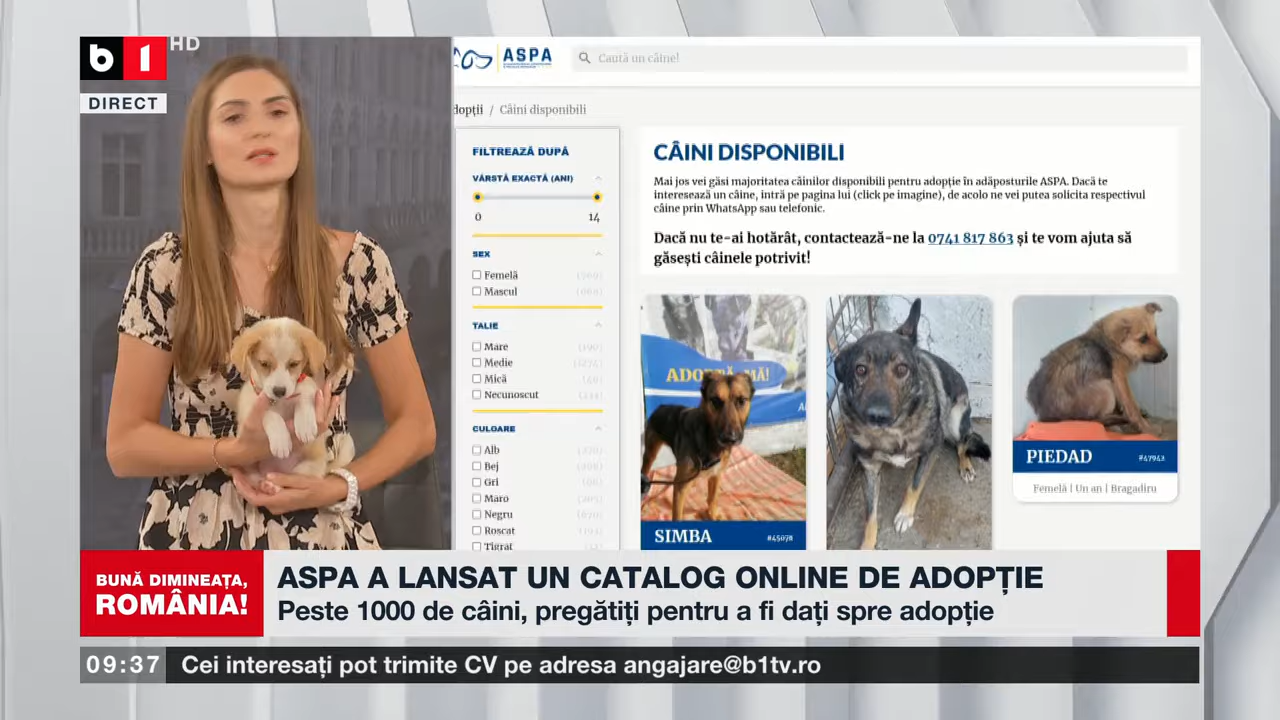 b 1 HD
DIRECT
ASPA
Caută un câine!
dopții / Câini disponibili
FILTREAZĂ DUPĂ
VÂRSTĂ EXACTĂ (ANI)
0 14
SEX
Femelă
Mascul
TALIE
Mare
Medie
Mică
Necunoscut
CULOARE
Alb
Bej
Gri
Maro
Negru
Roscat
Tigrat
CÂINI DISPONIBILI
Mai jos vei găsi majoritatea câinilor disponibili pentru adopție în adăposturile ASPA. Dacă te
interesează un câine, intră pe pagina lui (click pe imagine), de acolo ne vei putea solicita respectivul
câine prin WhatsApp sau telefonic.
Dacă nu te-ai hotărât, contactează-ne la 0741 817 863 și te vom ajuta să
găsești câinele potrivit!
SIMBA #45078
PIEDAD #47943
Femelă | Un an | Bragadiru
BUNĂ DIMINEAȚA,
ROMÂNIA!
ASPA A LANSAT UN CATALOG ONLINE DE ADOPȚIE
Peste 1000 de câini, pregătiți pentru a fi dați spre adopție
09:37 Cei interesați pot trimite CV pe adresa angajare@b1tv.ro